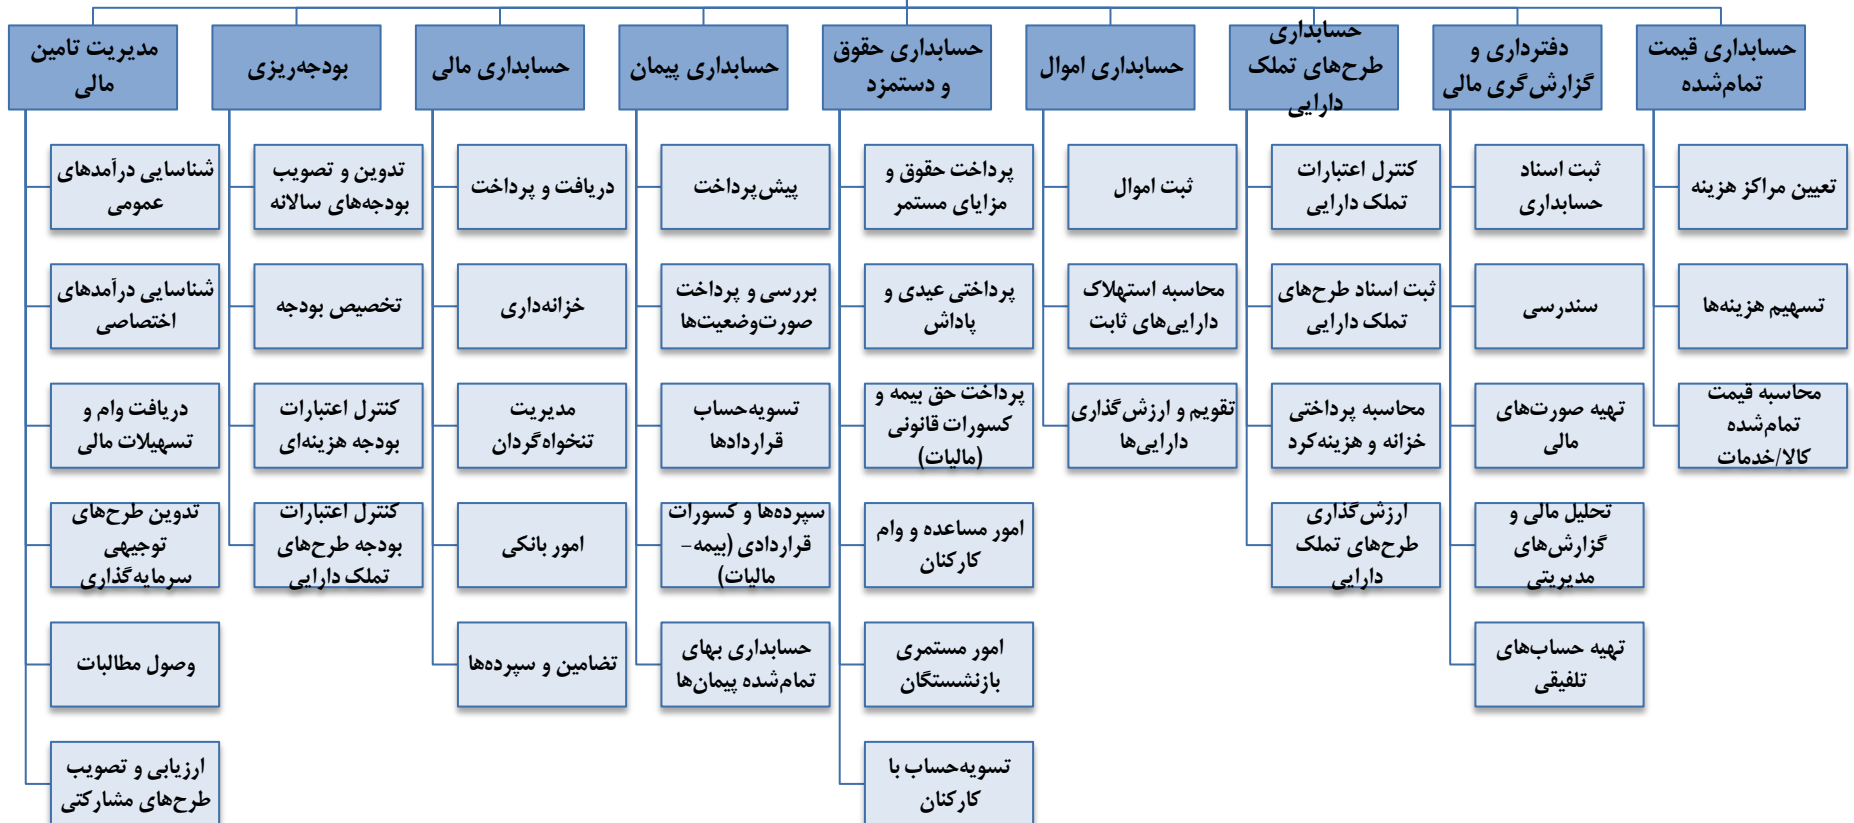 حسابداری قیمت
تمام‌شده
تعیین مراکز هزینه
تسهیم هزینه‌ها
محاسبه قیمت
تمام‌شده
کالا/خدمات
دفترداری و
گزارش‌گری مالی
ثبت اسناد
حسابداری
سندرسی
تهیه صورت‌های
مالی
تحلیل مالی و
گزارش‌های
مدیریتی
تهیه حساب‌های
تلفیقی
حسابداری
طرح‌های تملک
دارایی
کنترل اعتبارات
تملک دارایی
ثبت اسناد طرح‌های
تملک دارایی
محاسبه پرداختی
خزانه و هزینه‌کرد
ارزش‌گذاری
طرح‌های تملک
دارایی
حسابداری اموال
ثبت اموال
محاسبه استهلاک
دارایی‌های ثابت
تقویم و ارزش‌گذاری
دارایی‌ها
حسابداری حقوق
و دستمزد
پرداخت حقوق و
مزایای مستمر
پرداختی عیدی و
پاداش
پرداخت حق بیمه و
کسورات قانونی
(مالیات)
امور مساعده و وام
کارکنان
امور مستمری
بازنشستگان
تسویه‌حساب با
کارکنان
حسابداری پیمان
پیش‌پرداخت
بررسی و پرداخت
صورت‌وضعیت‌ها
تسویه‌حساب
قراردادها
سپرده‌ها و کسورات
قراردادی (بیمه-
مالیات)
حسابداری بهای
تمام‌شده پیمان‌ها
حسابداری مالی
دریافت و پرداخت
خزانه‌داری
مدیریت
تنخواه‌گردان
امور بانکی
تضامین و سپرده‌ها
بودجه‌ریزی
تدوین و تصویب
بودجه‌های سالانه
تخصیص بودجه
کنترل اعتبارات
بودجه هزینه‌ای
کنترل اعتبارات
بودجه طرح‌های
تملک دارایی
مدیریت تامین
مالی
شناسایی درآمدهای
عمومی
شناسایی درآمدهای
اختصاصی
دریافت وام و
تسهیلات مالی
تدوین طرح‌های
توجیهی
سرمایه‌گذاری
وصول مطالبات
ارزیابی و تصویب
طرح‌های مشارکتی